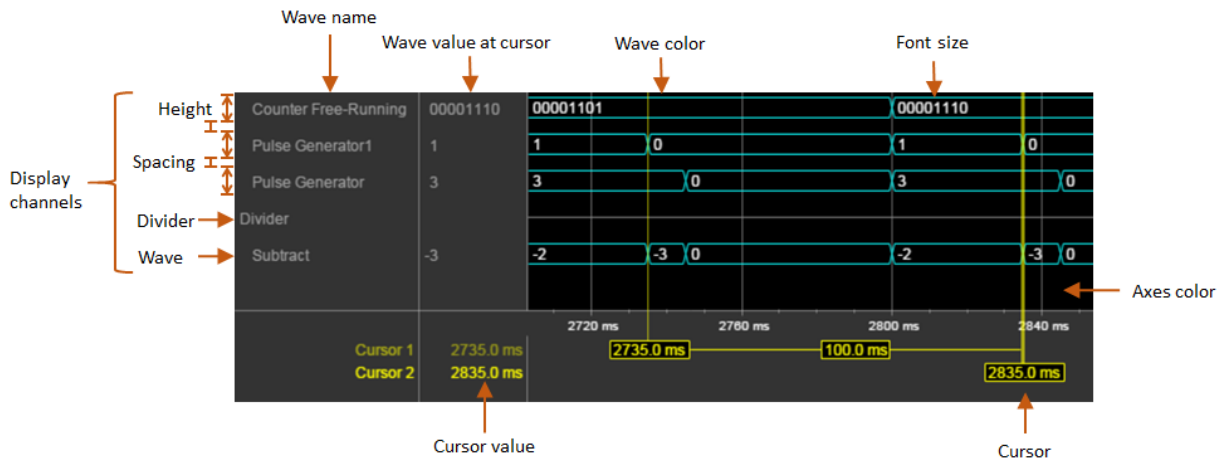 Wave name
Wave value at cursor
Wave color
Font size
Height
Counter Free-Running 00001110 00001101 00001110
Pulse Generator1 1 1 0 1 0
Spacing
Pulse Generator 3 3 0 3 0
Display
channels
Divider
Divider
Wave
Subtract -3 -2 -3 0 -2 -3 0
Axes color
2720 ms 2760 ms 2800 ms 2840 ms
Cursor 1 2735.0 ms 2735.0 ms 100.0 ms
Cursor 2 2835.0 ms 2835.0 ms
Cursor value
Cursor